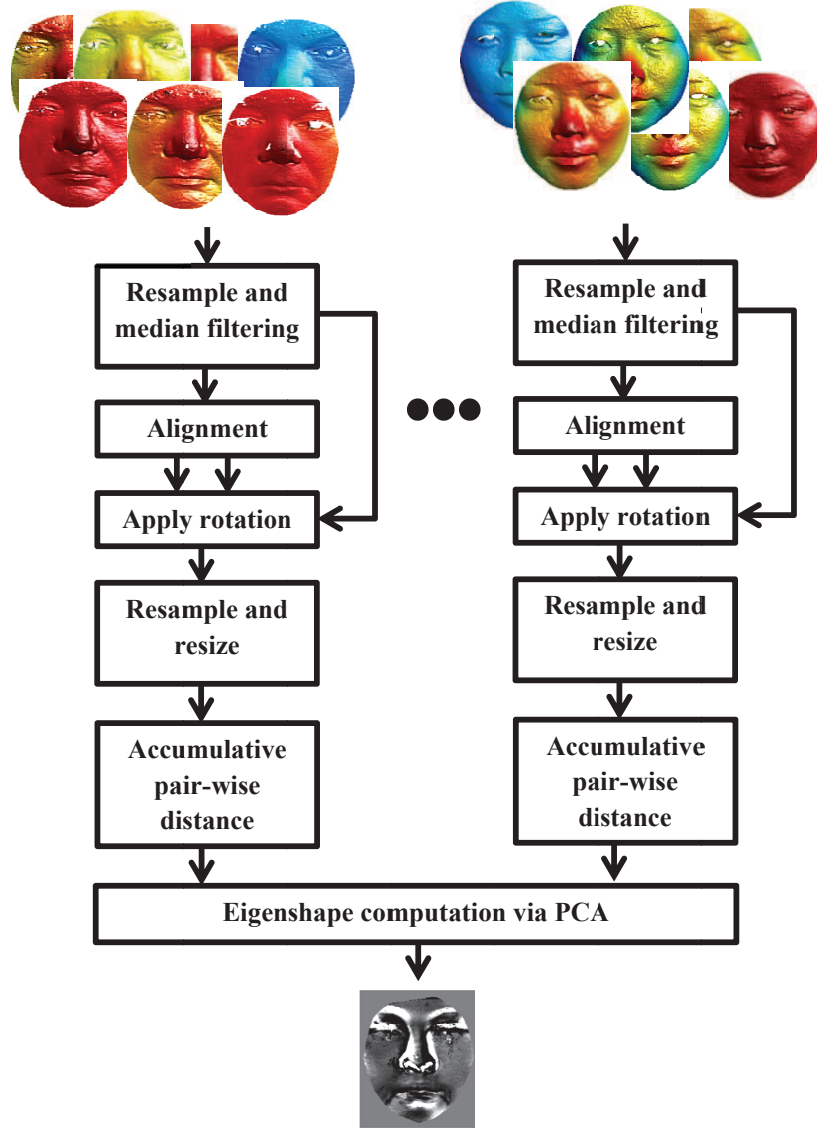 Resample and
median filtering
Alignment
Apply rotation
Resample and
resize
Accumulative
pair-wise
distance
Resample and
median filtering
Alignment
Apply rotation
Resample and
resize
Accumulative
pair-wise
distance
Eigenshape computation via PCA